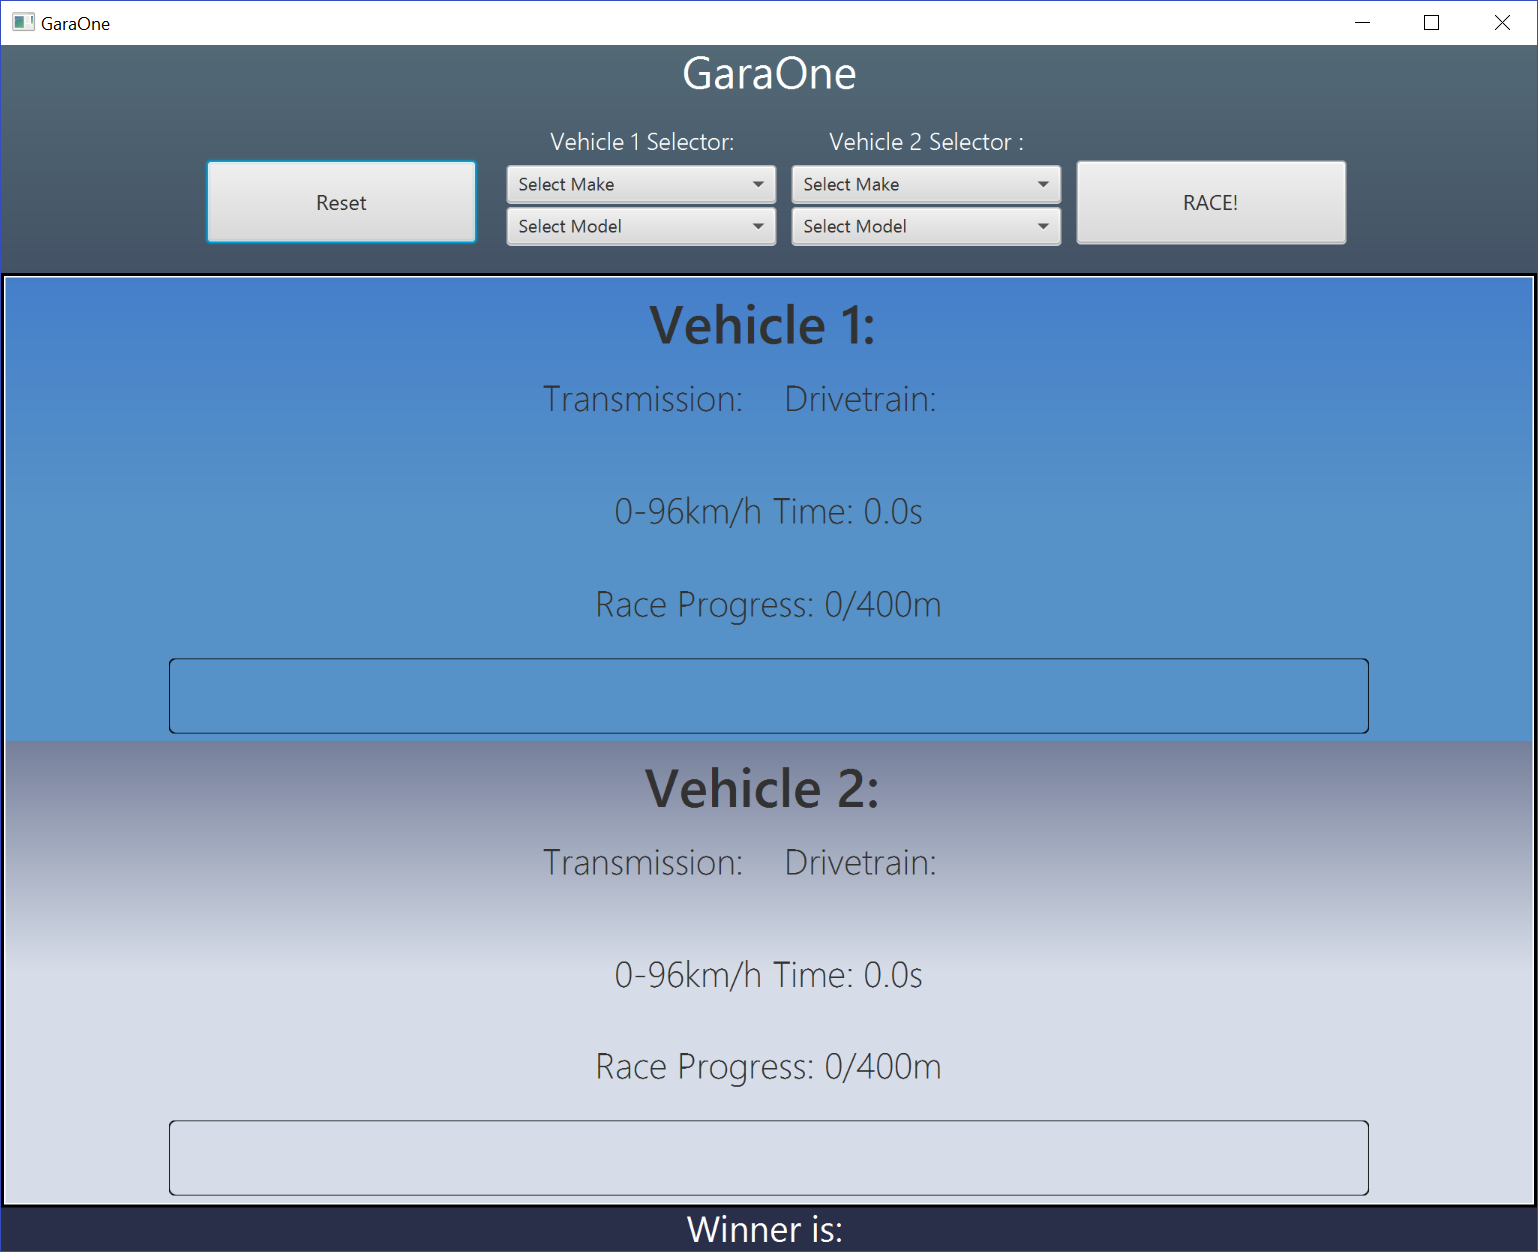 GaraOne
GaraOne
Vehicle 1 Selector: Vehicle 2 Selector :
Reset Select Make Select Make RACE!
Select Model Select Model
Vehicle 1:
Transmission: Drivetrain:
0-96km/h Time: 0.0s
Race Progress: 0/400m
Vehicle 2:
Transmission: Drivetrain:
0-96km/h Time: 0.0s
Race Progress: 0/400m
Winner is: